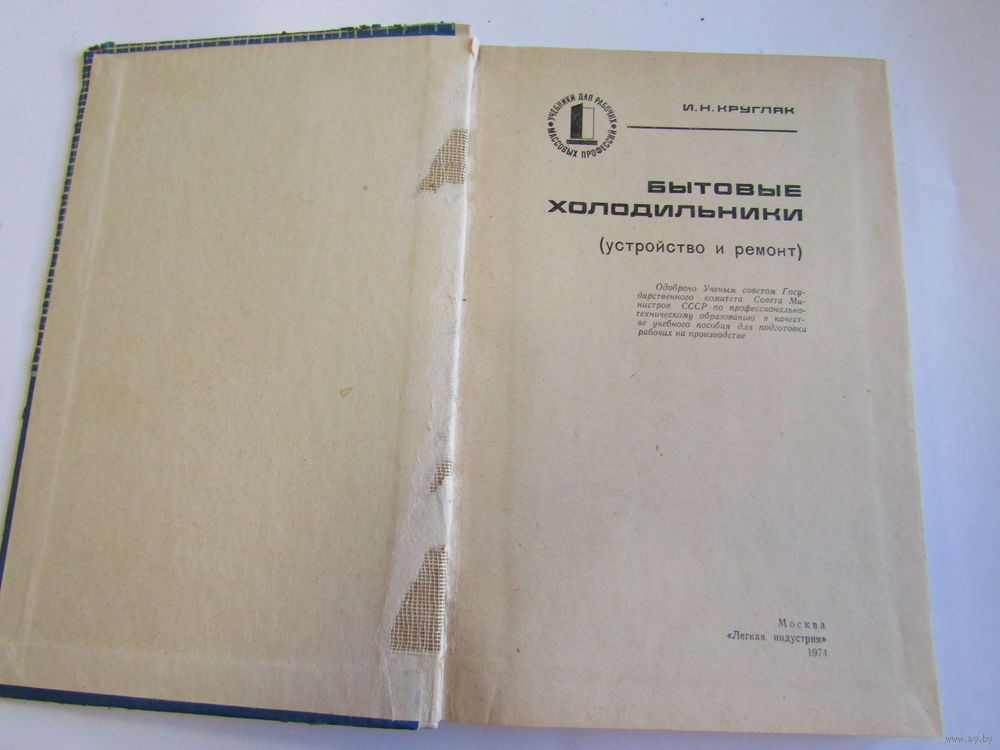 УЧЕБНИКИ ДЛЯ РАБОЧИХ
МАССОВЫХ ПРОФЕССИЙ
И.Н.КРУГЛЯК
БЫТОВЫЕ
ХОЛОДИЛЬНИКИ
(устройство и ремонт)
Одобрено Ученым советом Госу-
дарственного комитета Совета Ми-
нистров СССР по профессионально-
техническому образованию в качест-
ве учебного пособия для подготовки
рабочих на производстве
Москва
«Легкая индустрия»
1974
www.ay.by